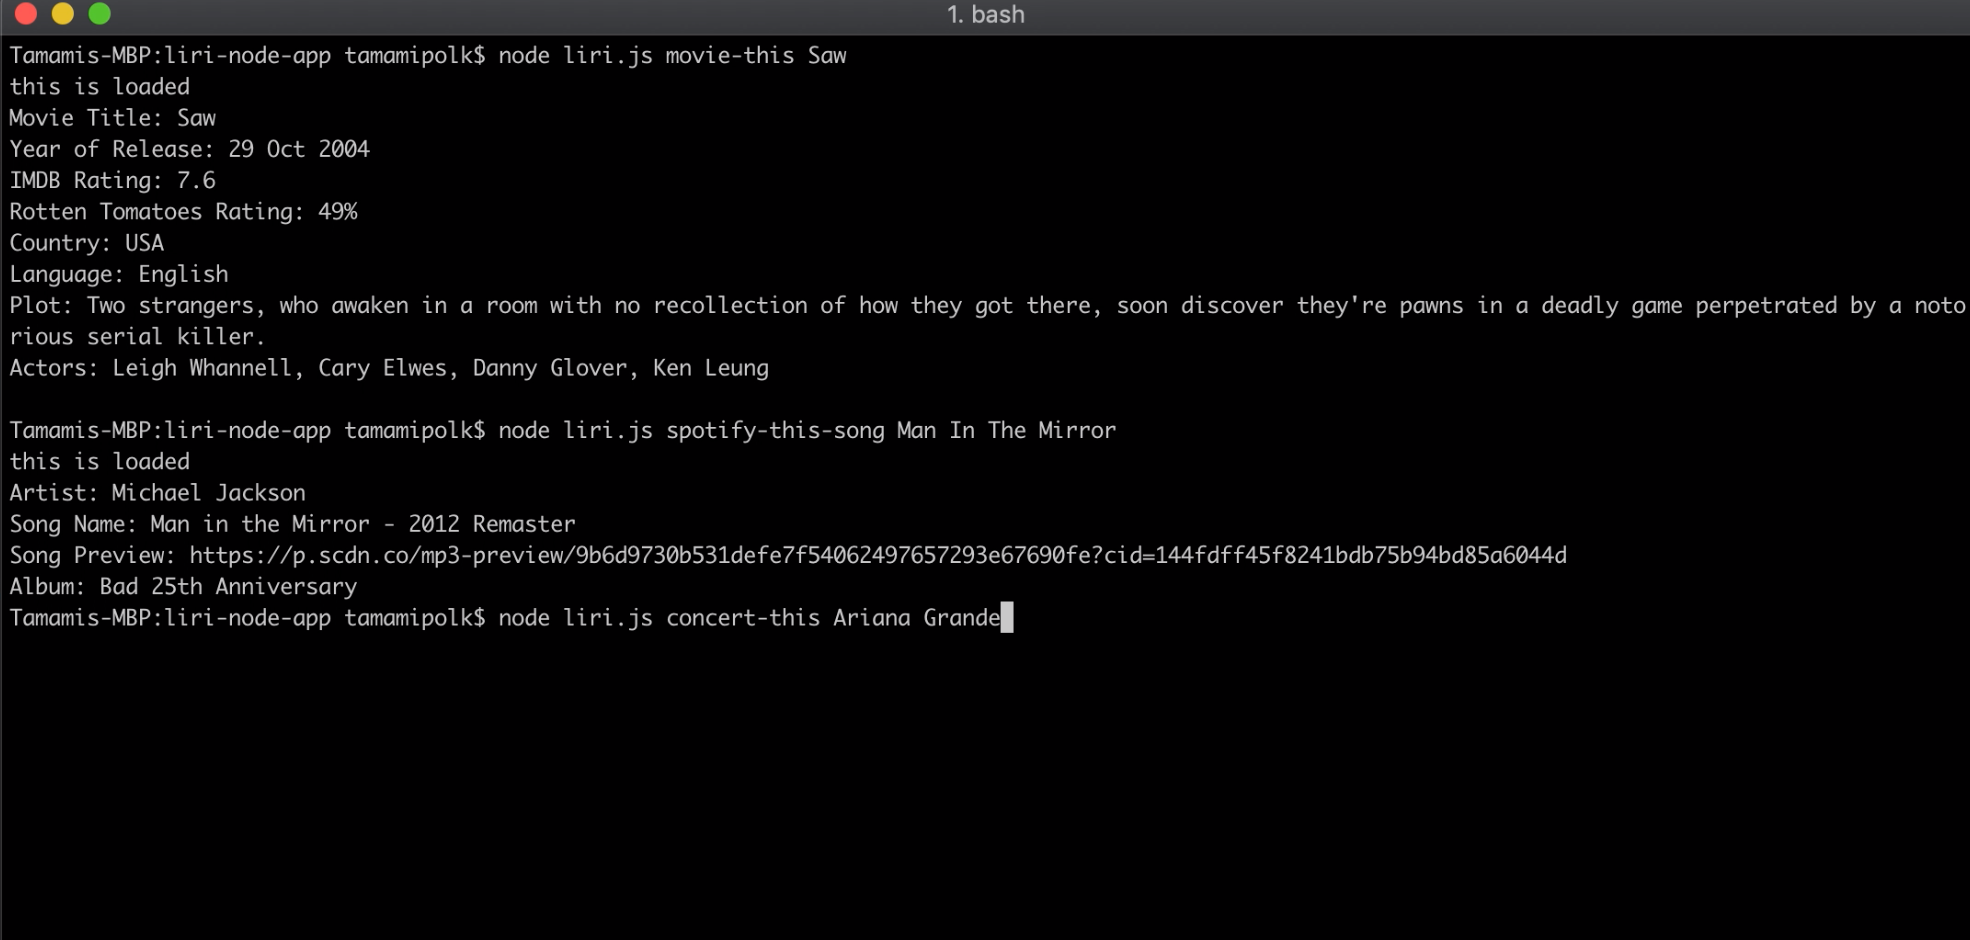 1. bash
Tamamis-MBP:liri-node-app tamamipolk$ node liri.js movie-this Saw
this is loaded
Movie Title: Saw
Year of Release: 29 Oct 2004
IMDB Rating: 7.6
Rotten Tomatoes Rating: 49%
Country: USA
Language: English
Plot: Two strangers, who awaken in a room with no recollection of how they got there, soon discover they're pawns in a deadly game perpetrated by a noto
rious serial killer.
Actors: Leigh Whannell, Cary Elwes, Danny Glover, Ken Leung
Tamamis-MBP:liri-node-app tamamipolk$ node liri.js spotify-this-song Man In The Mirror
this is loaded
Artist: Michael Jackson
Song Name: Man in the Mirror - 2012 Remaster
Song Preview: https://p.scdn.co/mp3-preview/9b6d9730b531defe7f54062497657293e67690fe?cid=144fdff45f8241bdb75b94bd85a6044d
Album: Bad 25th Anniversary
Tamamis-MBP:liri-node-app tamamipolk$ node liri.js concert-this Ariana Grande